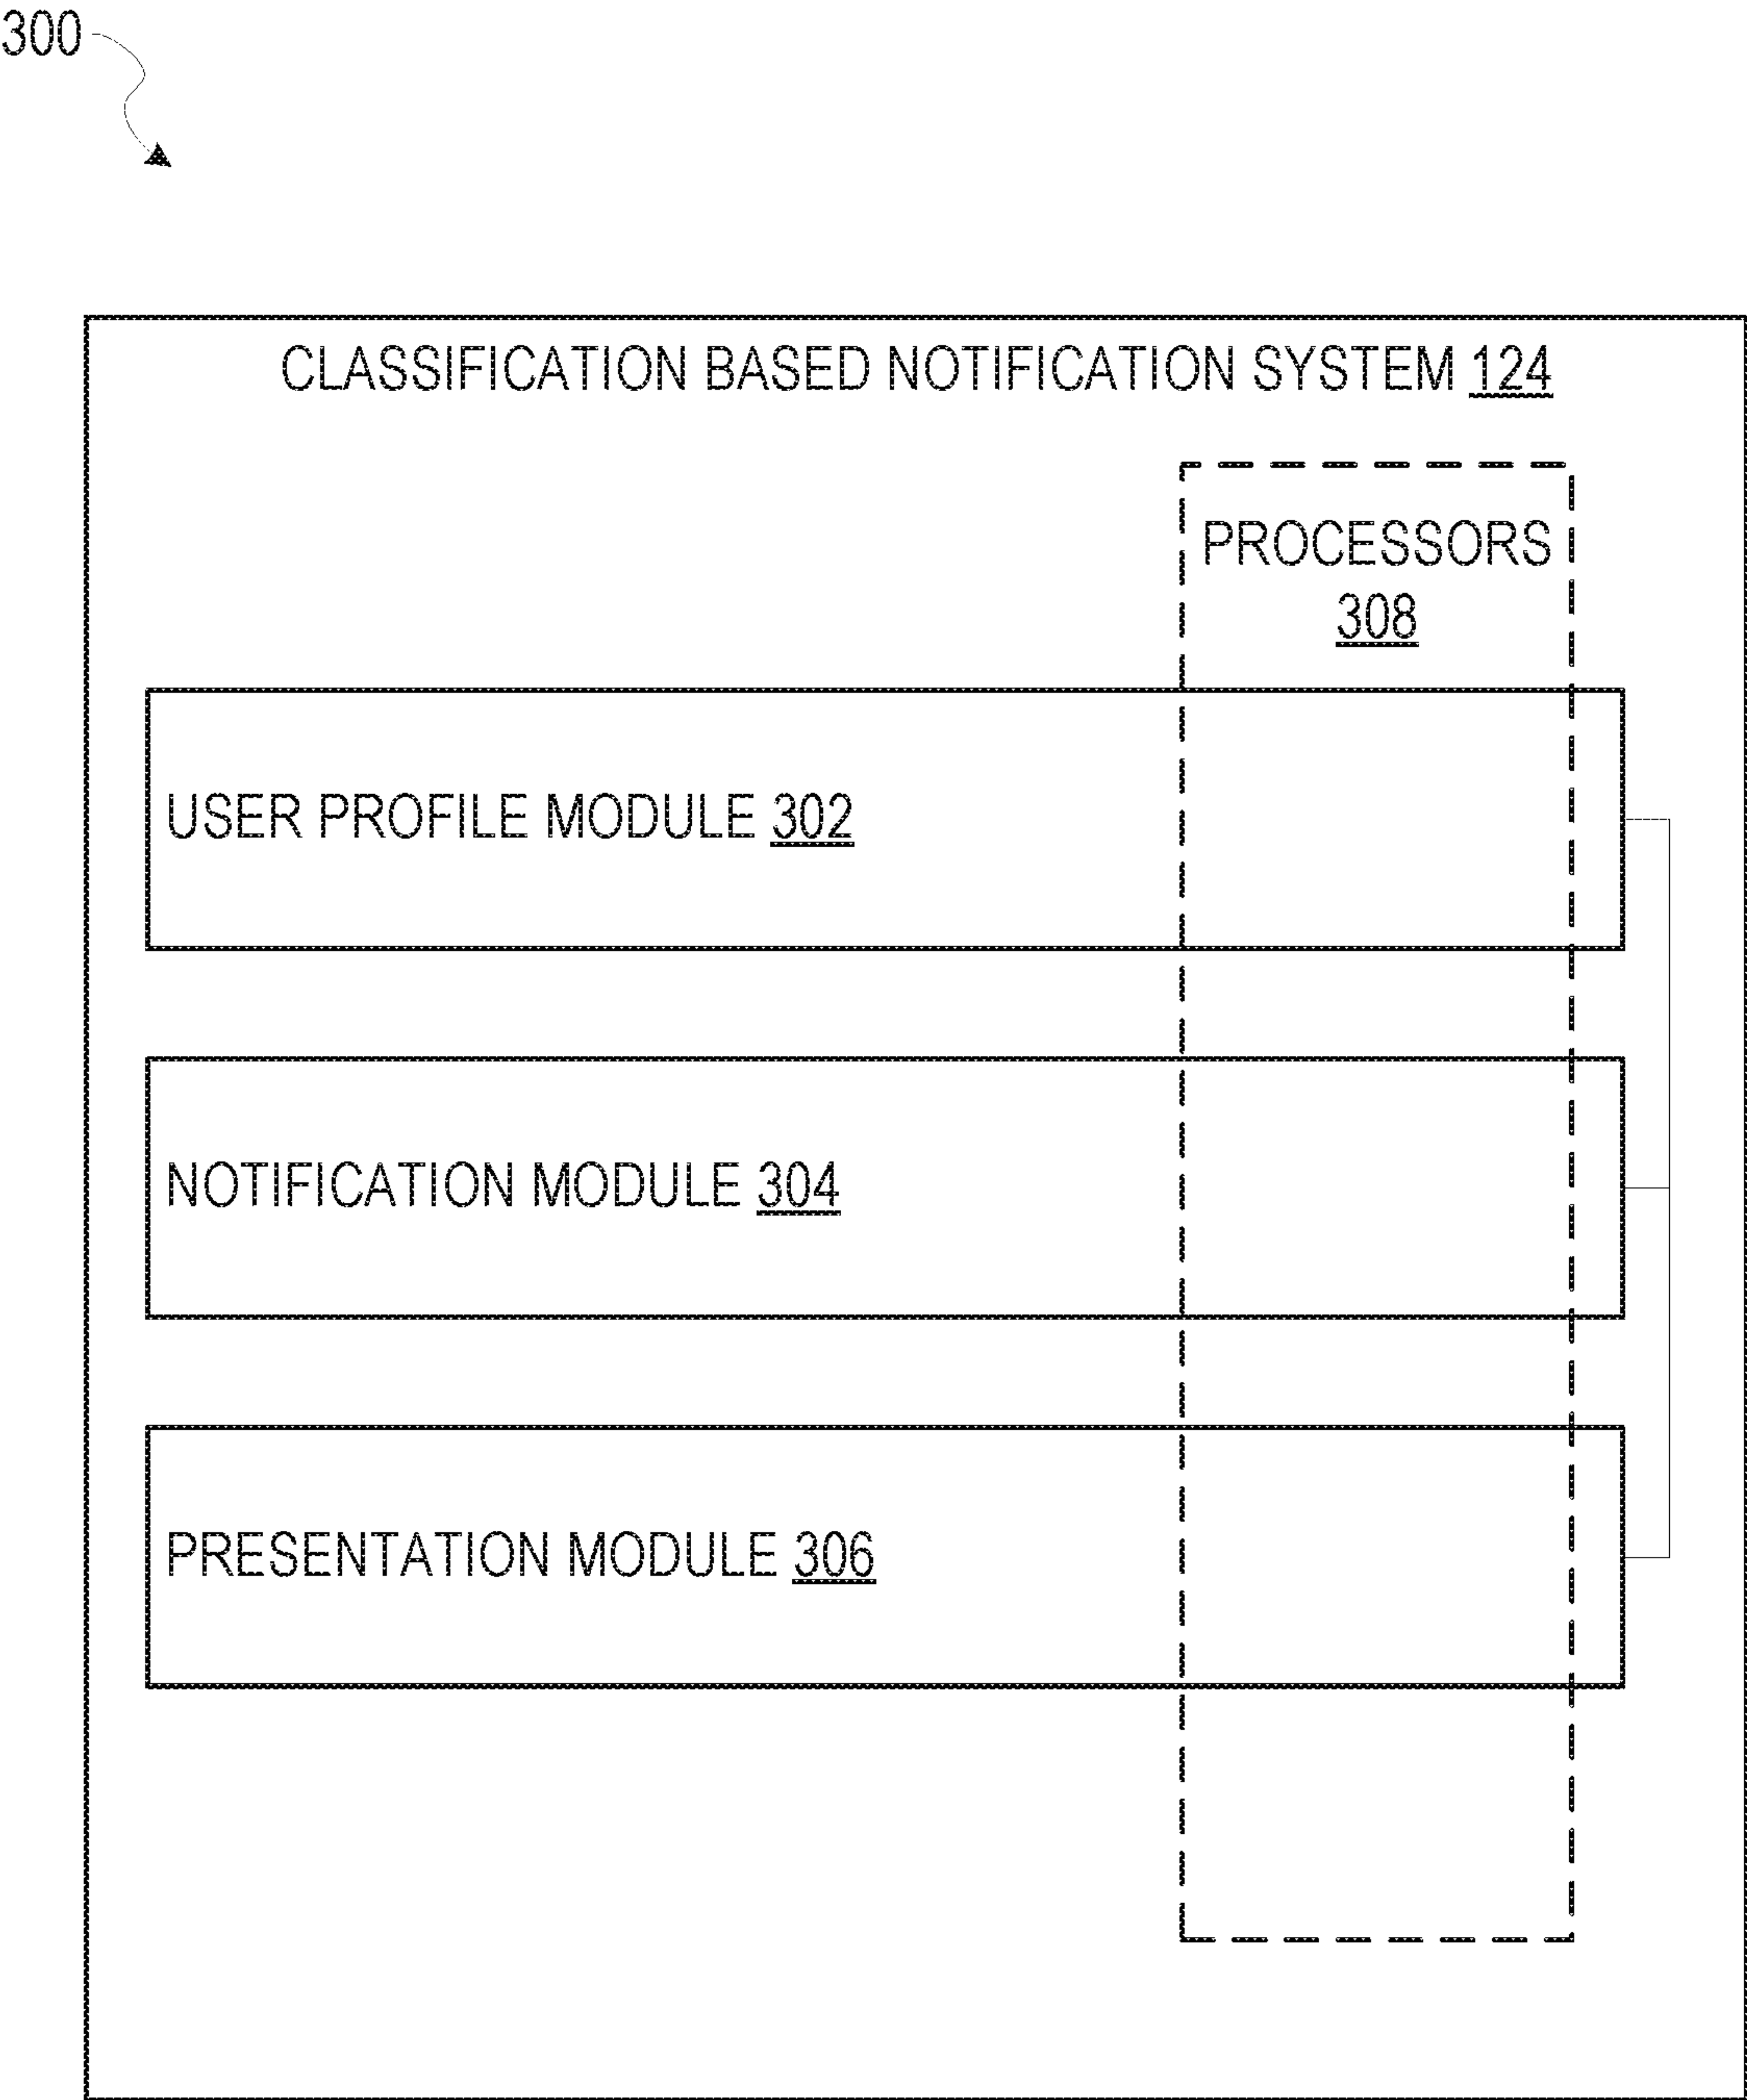 300
CLASSIFICATION BASED NOTIFICATION SYSTEM 124
PROCESSORS
308
USER PROFILE MODULE 302
NOTIFICATION MODULE 304
PRESENTATION MODULE 306